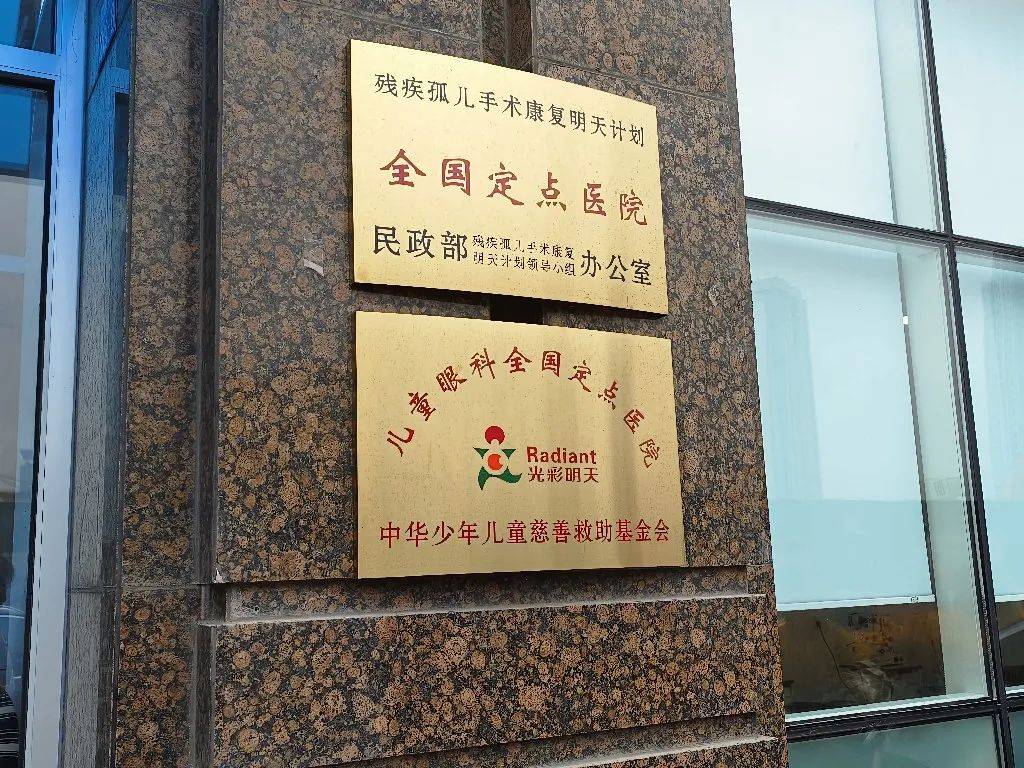 残疾孤儿手术康复明天计划
全国定点医院
民政部 残疾孤儿手术康复 办公室
明天计划领导小组
儿童眼科全国定点医院
Radiant
光彩明天
中华少年儿童慈善救助基金会